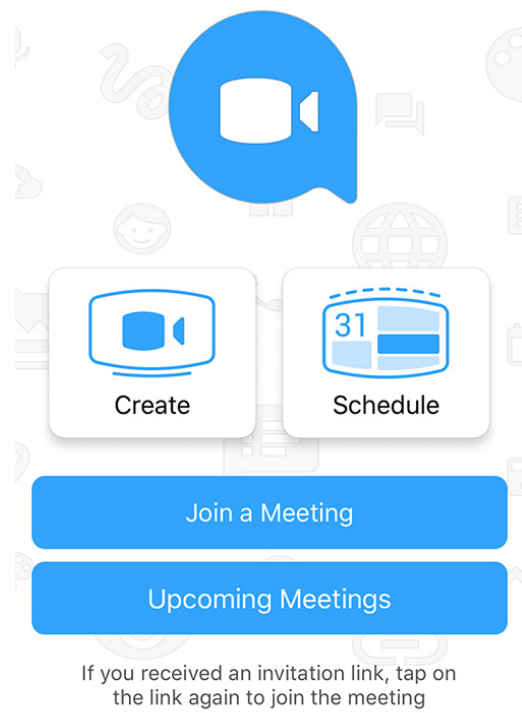 Create
31
Schedule
Join a Meeting
Upcoming Meetings
If you received an invitation link, tap on
the link again to join the meeting